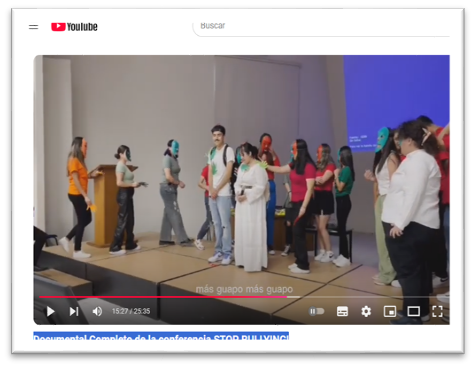 YouTube
Buscar
más guapo más guapo
15:27 / 25:35
Documental Completo de la conferencia STOP BULLYING!